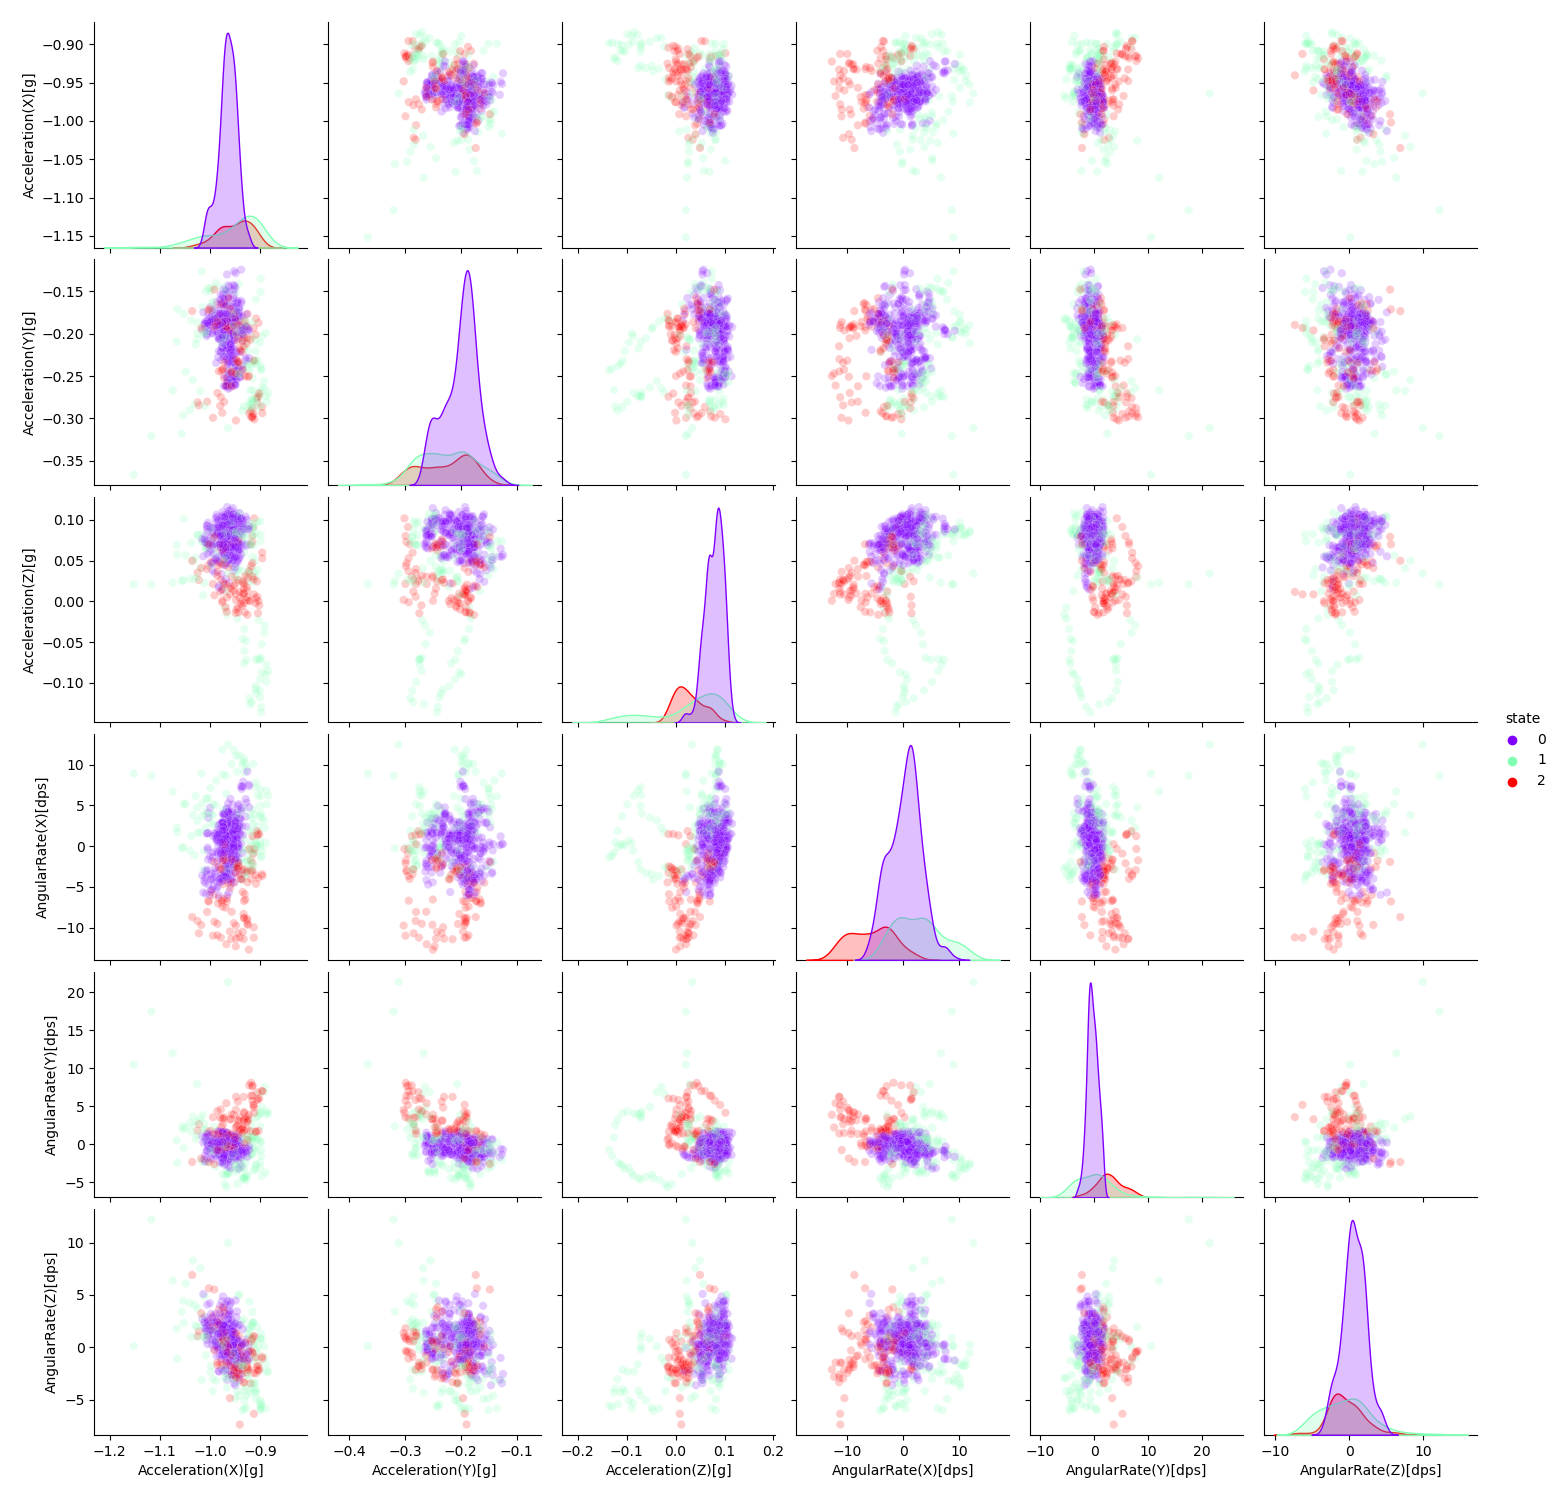 −0.90
−0.95
−1.00
−1.05
−1.10
−1.15
Acceleration(X)[g]
−0.15
−0.20
−0.25
−0.30
−0.35
Acceleration(Y)[g]
0.10
0.05
0.00
−0.05
−0.10
Acceleration(Z)[g]
10
5
0
−5
−10
AngularRate(X)[dps]
20
15
10
5
0
−5
AngularRate(Y)[dps]
10
5
0
−5
AngularRate(Z)[dps]
−1.2 −1.1 −1.0 −0.9
Acceleration(X)[g]
−0.4 −0.3 −0.2 −0.1
Acceleration(Y)[g]
−0.2 −0.1 0.0 0.1 0.2
Acceleration(Z)[g]
−10 0 10
AngularRate(X)[dps]
−10 0 10 20
AngularRate(Y)[dps]
−10 0 10
AngularRate(Z)[dps]
state
0
1
2